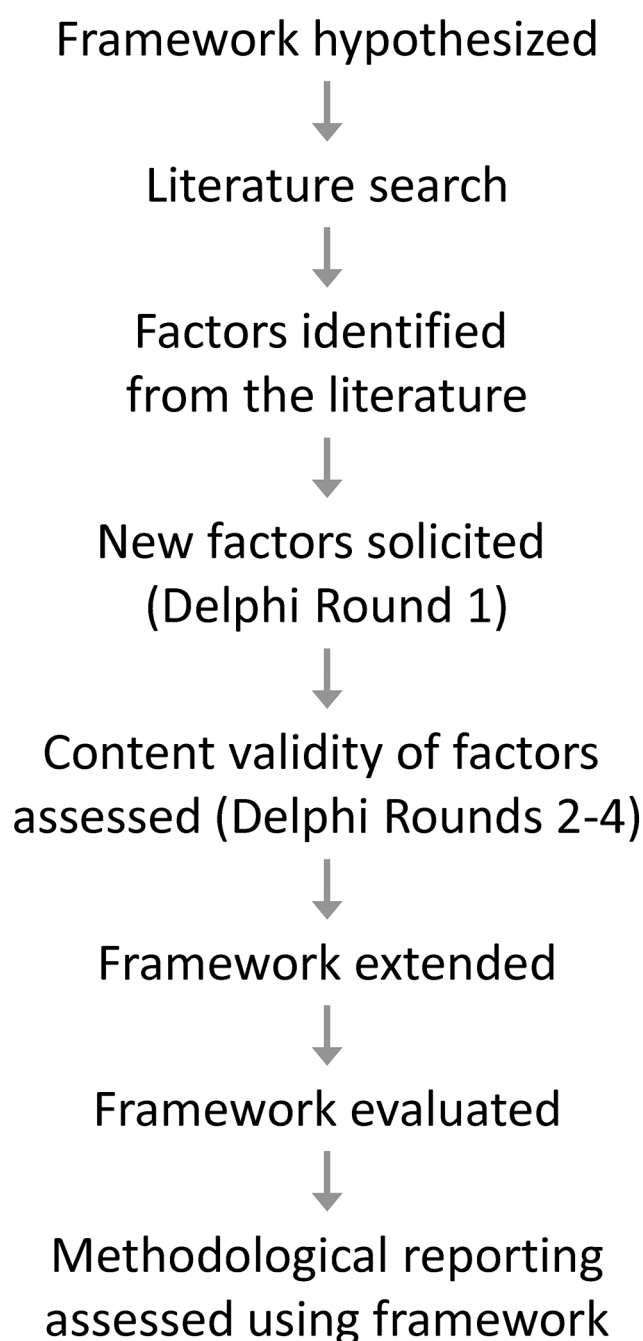 Framework hypothesized
Literature search
Factors identified
from the literature
New factors solicited
(Delphi Round 1)
Content validity of factors
assessed (Delphi Rounds 2-4)
Framework extended
Framework evaluated
Methodological reporting
assessed using framework